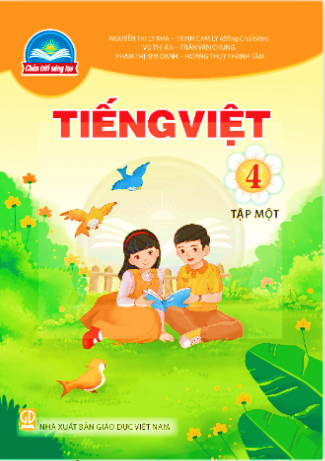 NGUYỄN THỊ LY KHA – TRỊNH CAM LY (đồng Chủ biên)
VŨ THỊ ÂN – TRẦN VĂN CHUNG
PHẠM THỊ KIM OANH – HOÀNG THỤY THANH TÂM
Chân trời sáng tạo
TIẾNG VIỆT
4
TẬP MỘT
NHÀ XUẤT BẢN GIÁO DỤC VIỆT NAM